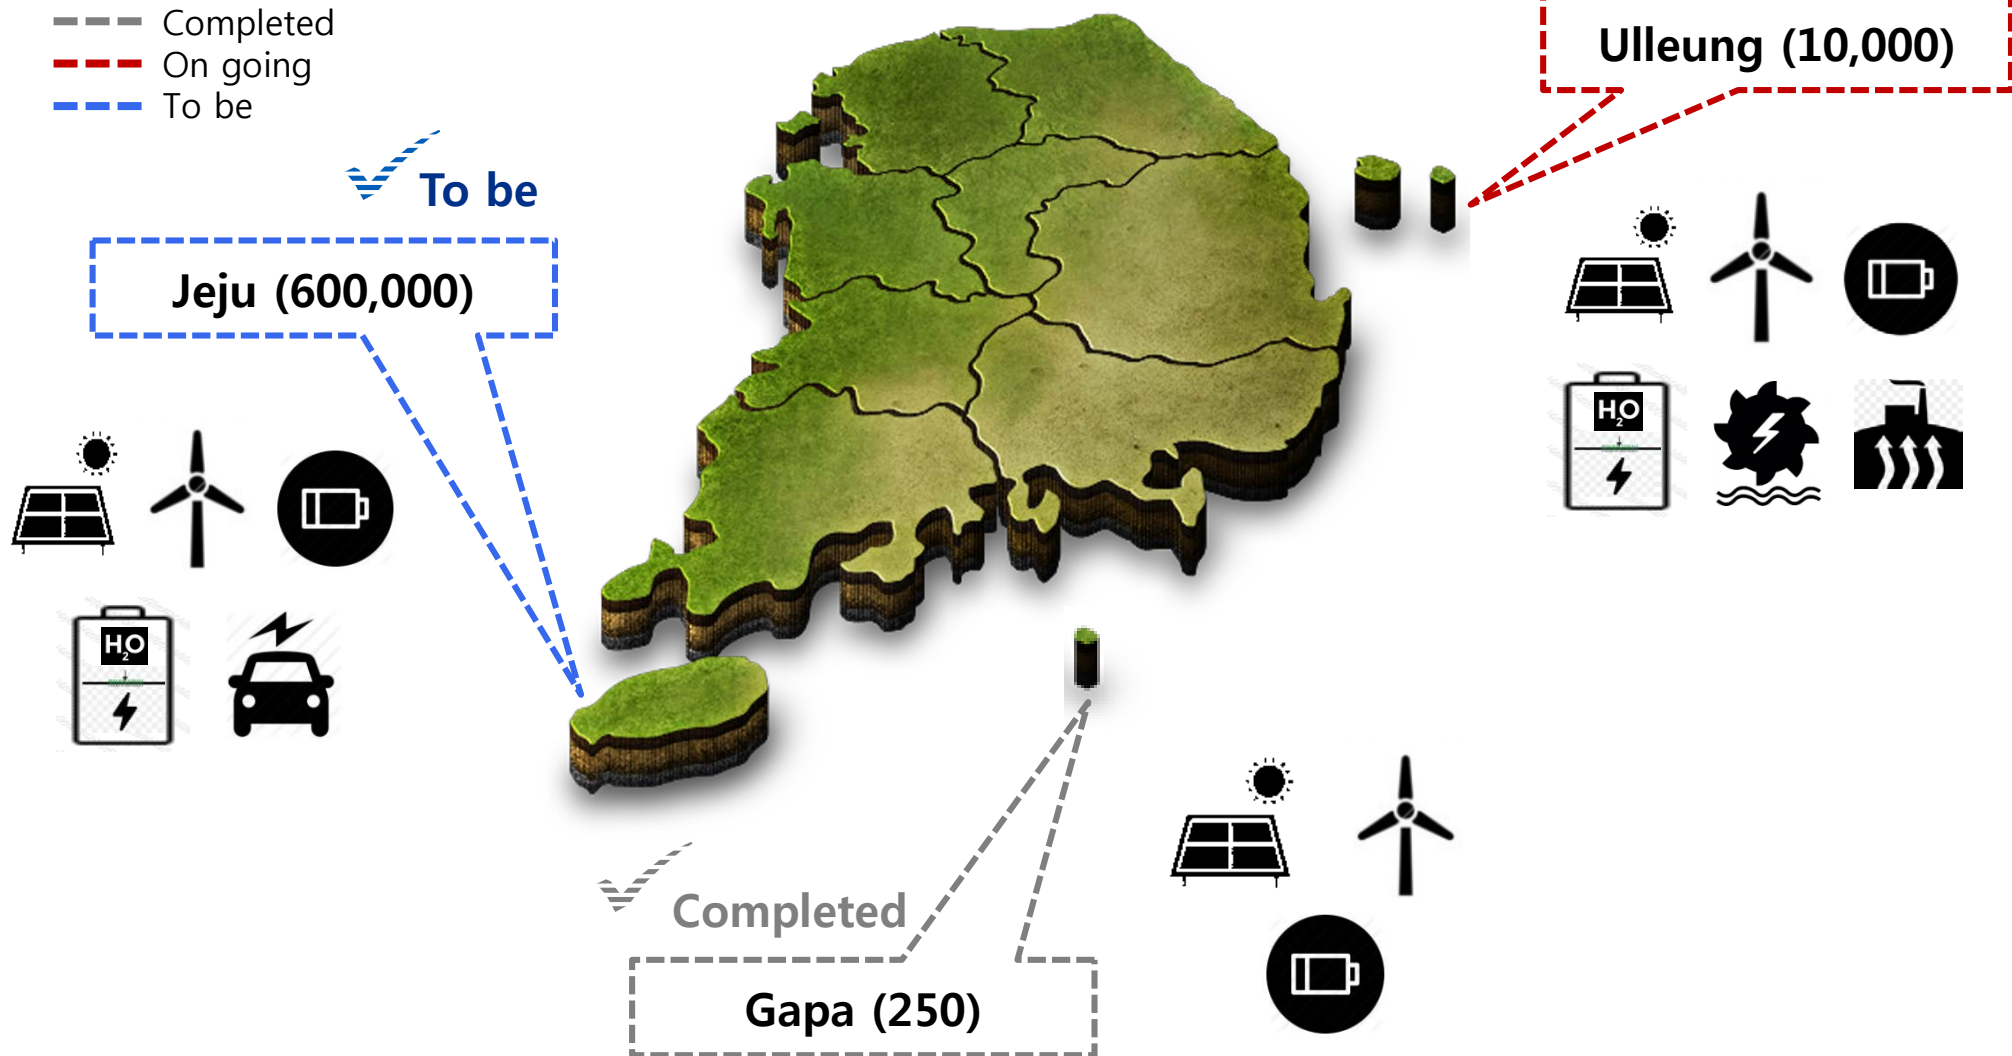 Completed
On going
To be
Ulleung (10,000)
To be
Jeju (600,000)
H2O
H2O
Completed
Gapa (250)